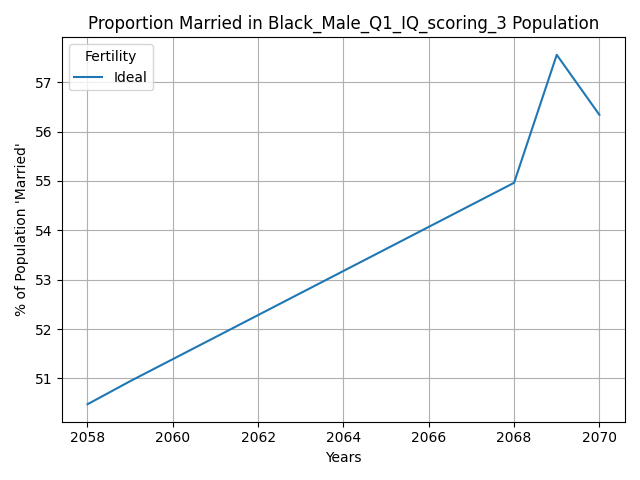 Proportion Married in Black_Male_Q1_IQ_scoring_3 Population
Fertility
Ideal
% of Population 'Married'
57
56
55
54
53
52
51
2058 2060 2062 2064 2066 2068 2070
Years